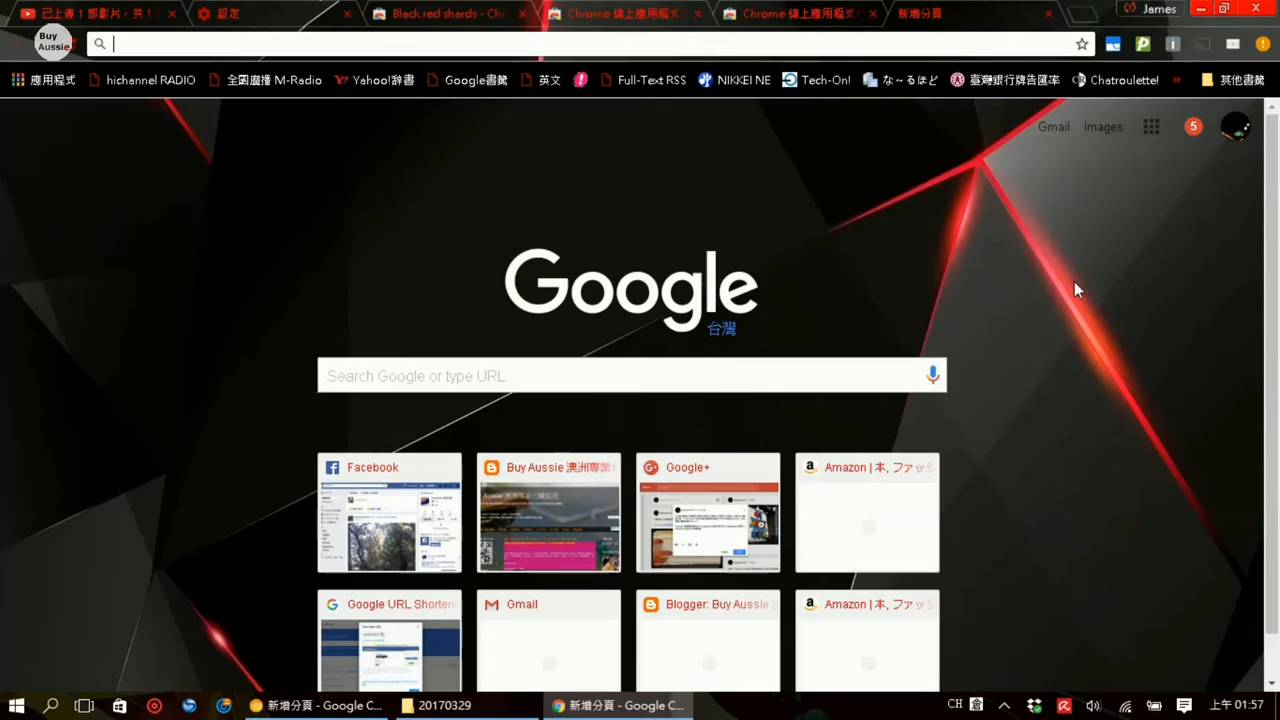 已上傳 1 部影片，共 1
設定
Black red shards - Chr
Chrome 線上應用程式
Chrome 線上應用程式
新增分頁
James
Buy
Aussie
應用程式
hichannel RADIO
全國廣播 M-Radio
Yahoo!辭書
Google書籤
英文
Full-Text RSS
NIKKEI NE
Tech-On!
な～るほど
臺灣銀行牌告匯率
Chatroulette!
»
其他書籤
Gmail
Images
5
Google
台灣
Search Google or type URL
Facebook
Buy Aussie 澳洲專業
Google+
Amazon | 本, ファッシ
Google URL Shorten
Gmail
Blogger: Buy Aussie
Amazon | 本, ファッシ
新增分頁 - Google C...
20170329
新增分頁 - Google C...
CH
上午 01:57